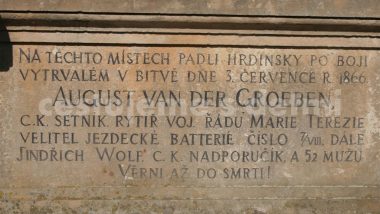 NA TĚCHTO MÍSTECH PADLI HRDINSKY PO BOJI
VYTRVALÉM V BITVĚ DNE 3. ČERVENCE R. 1866.
AUGUST VAN DER GROEBEN,
C.K. SETNÍK, RYTÍŘ VOJ. ŘÁDU MARIE TEREZIE
VELITEL JEZDECKÉ BATTERIE ČÍSLO 7/VIII. DÁLE
JINDŘICH WOLF, C. K. NADPORUČÍK A 52 MUŽŮ
VĚRNI AŽ DO SMRTI!